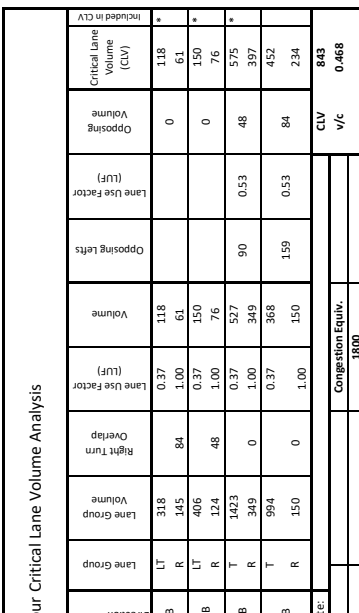 ur Critical Lane Volume Analysis
Lane Group
Lane Group Volume
Right Turn Overlap
Lane Use Factor (LUF)
Volume
Opposing Lefts
Lane Use Factor (LUF)
Opposing Volume
Critical Lane Volume (CLV)
Included in CLV
B LT 318 0.37 118 0 118 *
R 145 84 1.00 61 61
B LT 406 0.37 150 0 150 *
R 124 48 1.00 76 76
B T 1423 0.37 527 90 0.53 48 575 *
R 349 0 1.00 349 397
B T 994 0.37 368 159 0.53 84 452
R 150 0 1.00 150 234
te: CLV 843
Congestion Equiv. v/c 0.468
1800